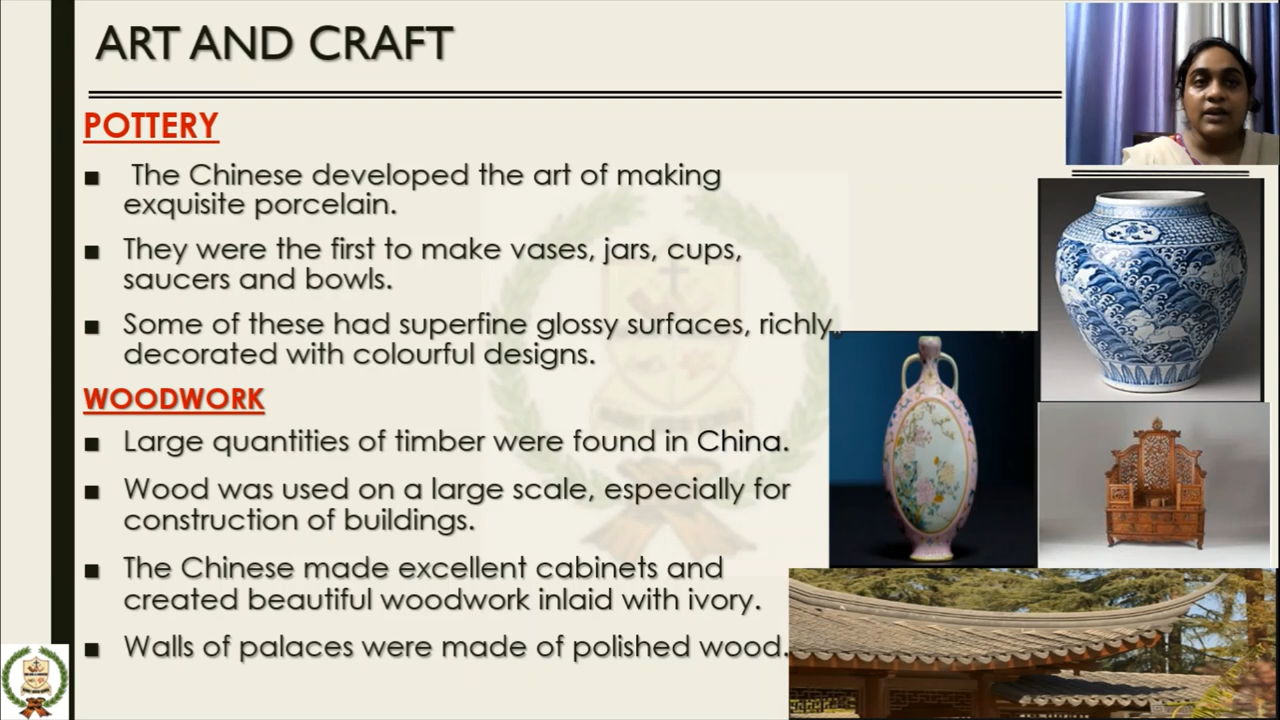 ART AND CRAFT
POTTERY
■ The Chinese developed the art of making
exquisite porcelain.
■ They were the first to make vases, jars, cups,
saucers and bowls.
■ Some of these had superfine glossy surfaces, richly
decorated with colourful designs.
WOODWORK
■ Large quantities of timber were found in China.
■ Wood was used on a large scale, especially for
construction of buildings.
■ The Chinese made excellent cabinets and
created beautiful woodwork inlaid with ivory.
■ Walls of palaces were made of polished wood.